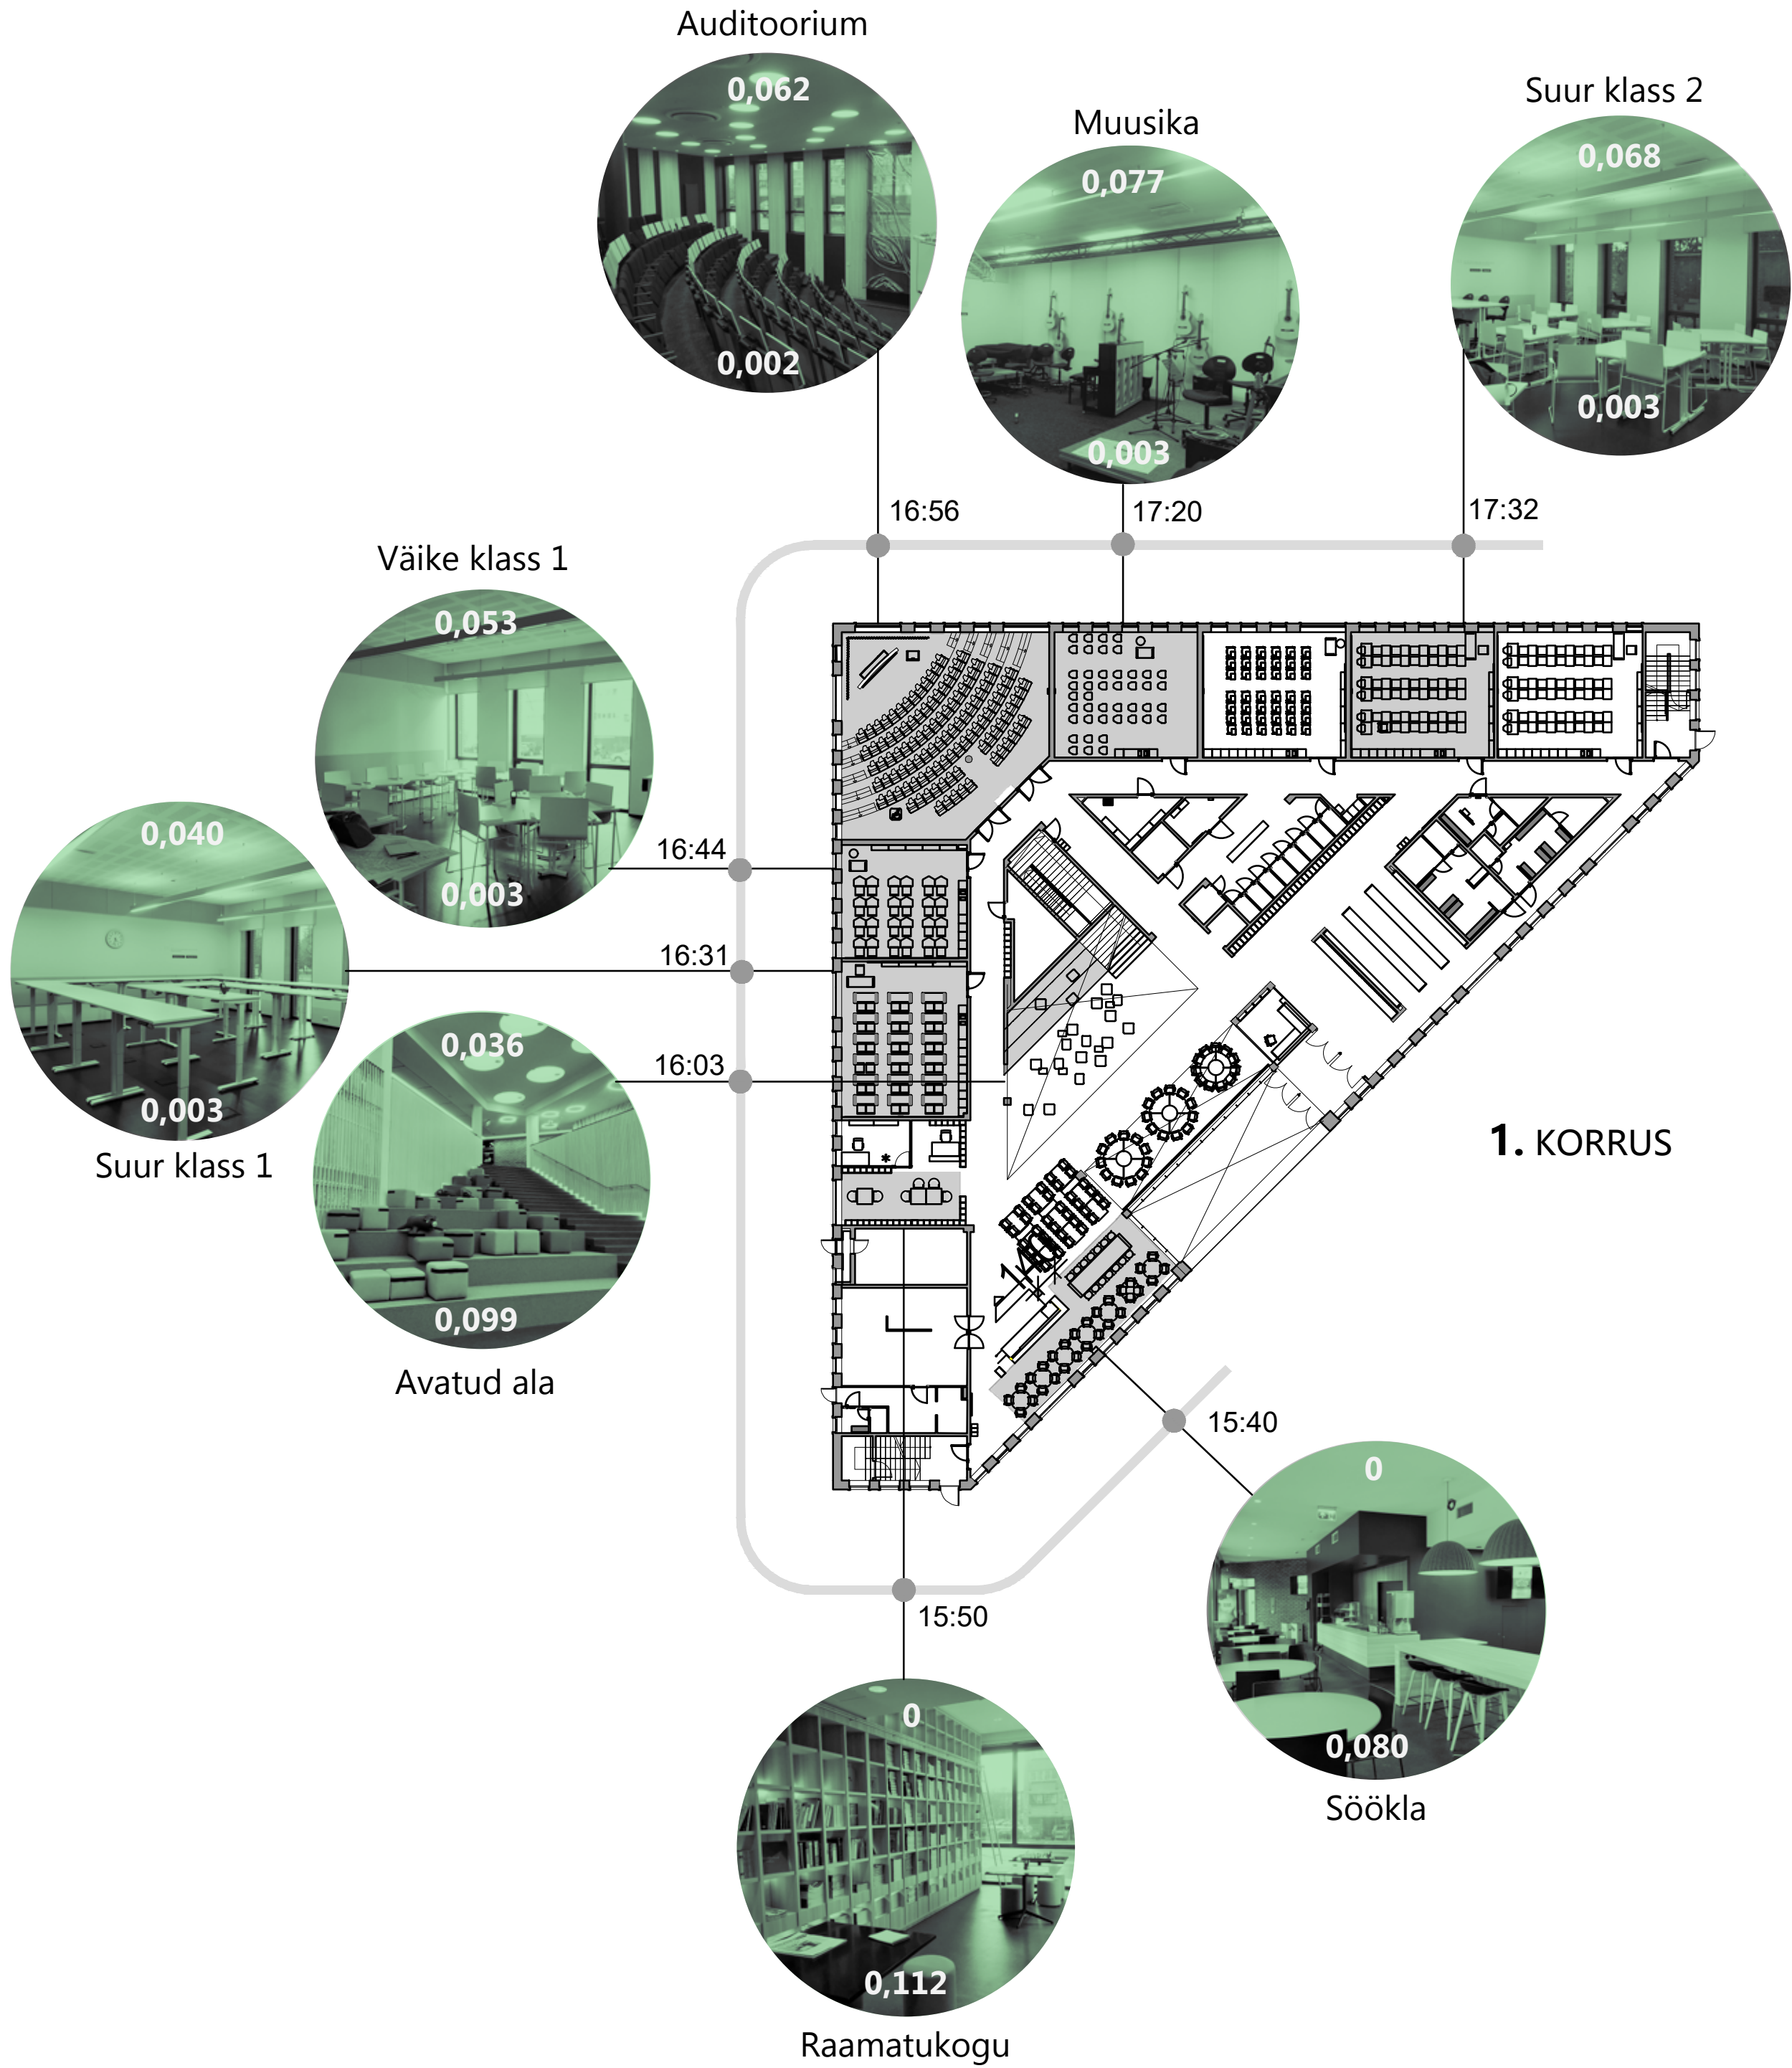 Auditoorium
0,062
0,002
16:56
Muusika
0,077
0,003
17:20
Suur klass 2
0,068
0,003
17:32
Väike klass 1
0,053
0,003
16:44
0,040
0,003
Suur klass 1
16:31
0,036
0,099
Avatud ala
16:03
1. KORRUS
15:40
0
0,080
Söökla
15:50
0
0,112
Raamatukogu